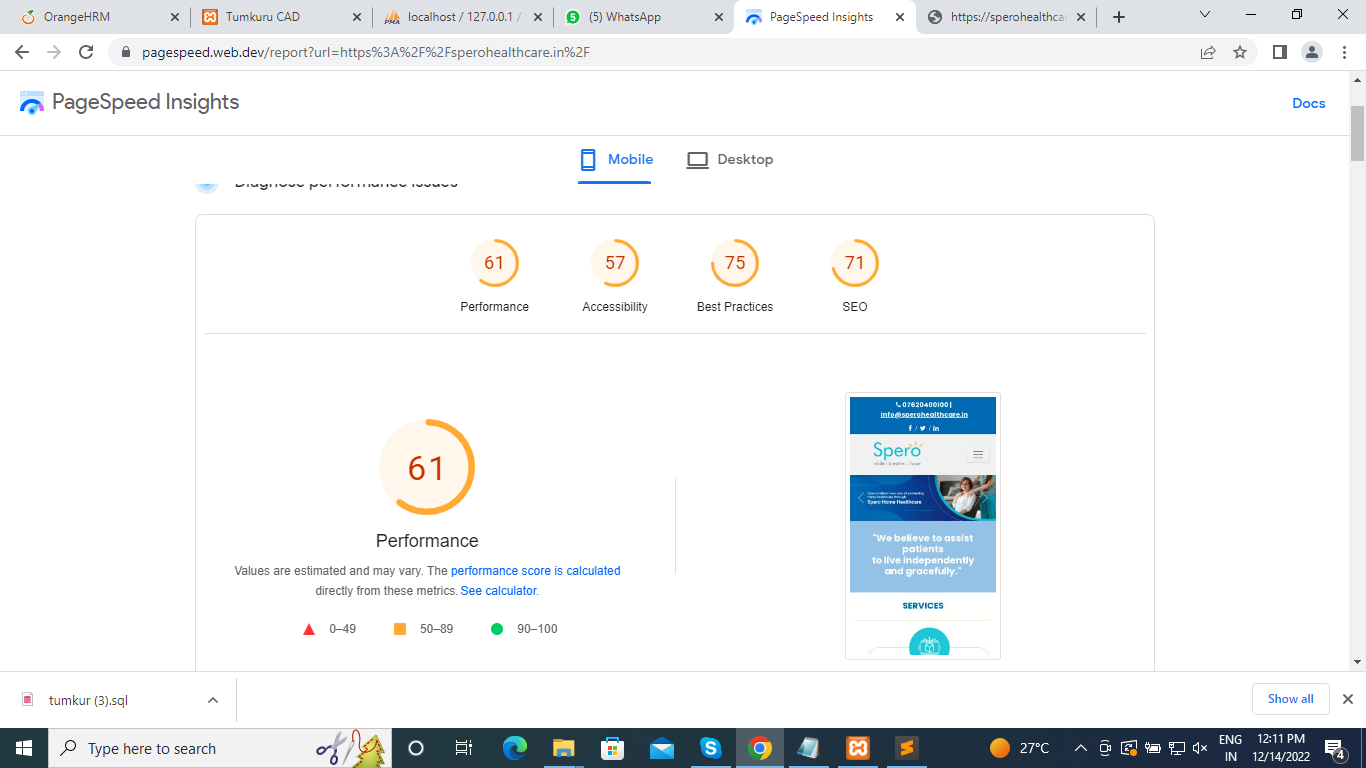 OrangeHRM
Tumkuru CAD
localhost / 127.0.0.1 /
(5) WhatsApp
PageSpeed Insights
https://sperohealthcar
pagespeed.web.dev/report?url=https%3A%2F%2Fsperohealthcare.in%2F
PageSpeed Insights
Docs
Mobile
Desktop
Diagnose performance issues
61
57
75
71
Performance
Accessibility
Best Practices
SEO
61
Performance
Values are estimated and may vary. The performance score is calculated
directly from these metrics. See calculator.
0–49
50–89
90–100
07620400100 |
info@sperohealthcare.in
f / / in
Spero
Spero Home Healthcare
"We believe to assist
patients
to live independently
and gracefully."
SERVICES
tumkur (3).sql
Show all
Type here to search
27°C
ENG
IN
12:11 PM
12/14/2022
4